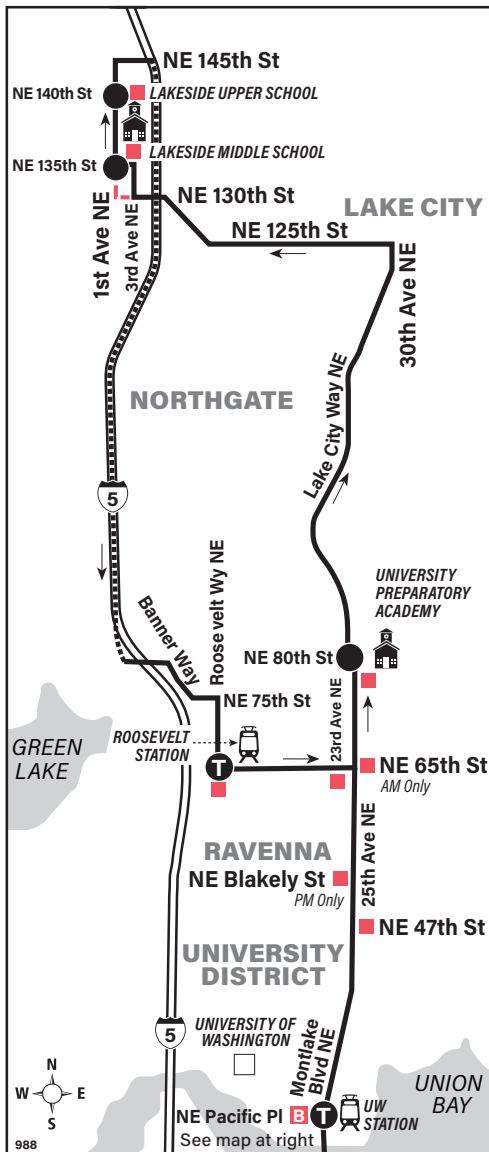 NE 145th St
NE 140th St
LAKESIDE UPPER SCHOOL
LAKESIDE MIDDLE SCHOOL
NE 135th St
NE 130th St
LAKE CITY
1st Ave NE
3rd Ave NE
NE 125th St
30th Ave NE
NORTHGATE
Lake City Way NE
5
UNIVERSITY
PREPARATORY
ACADEMY
Banner Way
Roosevelt Wy NE
NE 80th St
NE 75th St
23rd Ave NE
ROOSEVELT
STATION
GREEN
LAKE
T
NE 65th St
AM Only
RAVENNA
25th Ave NE
NE Blakely St
PM Only
NE 47th St
UNIVERSITY
DISTRICT
5
UNIVERSITY OF
WASHINGTON
Montlake
Blvd NE
N
W E
S
UNION
BAY
NE Pacific Pl
B
T
UW
STATION
See map at right
988